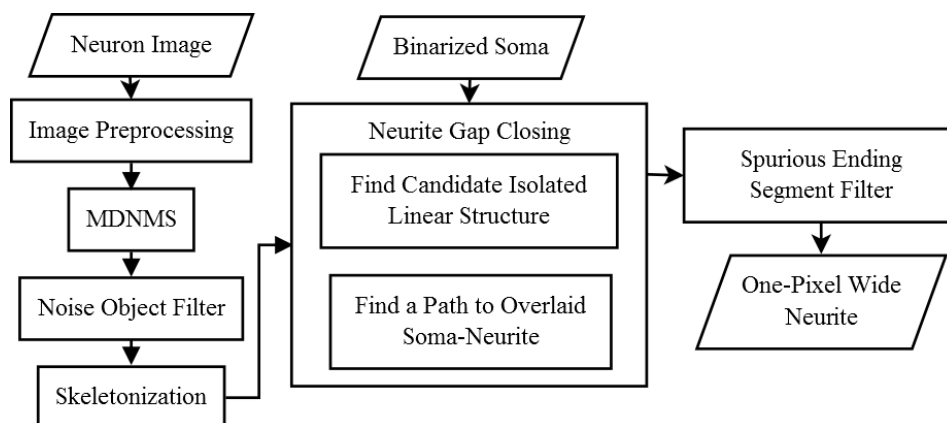 Neuron Image
Image Preprocessing
MDNMS
Noise Object Filter
Skeletonization
Binarized Soma
Neurite Gap Closing
Find Candidate Isolated
Linear Structure
Find a Path to Overlaid
Soma-Neurite
Spurious Ending
Segment Filter
One-Pixel Wide
Neurite